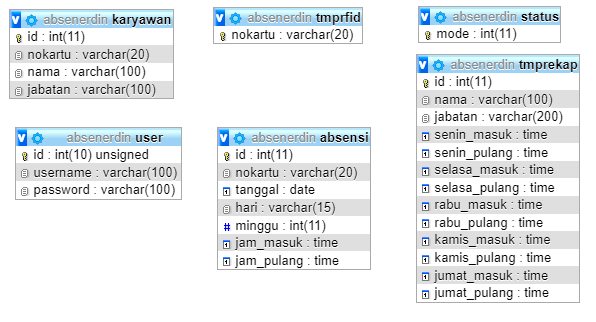 absenerdin karyawan
id : int(11)
nokartu : varchar(20)
nama : varchar(100)
jabatan : varchar(100)
absenerdin tmprfid
nokartu : varchar(20)
absenerdin status
mode : int(11)
absenerdin tmprekap
id : int(11)
nama : varchar(100)
jabatan : varchar(200)
senin_masuk : time
senin_pulang : time
selasa_masuk : time
selasa_pulang : time
rabu_masuk : time
rabu_pulang : time
kamis_masuk : time
kamis_pulang : time
jumat_masuk : time
jumat_pulang : time
absenerdin user
id : int(10) unsigned
username : varchar(100)
password : varchar(100)
absenerdin absensi
id : int(11)
nokartu : varchar(20)
tanggal : date
hari : varchar(15)
# minggu : int(11)
jam_masuk : time
jam_pulang : time